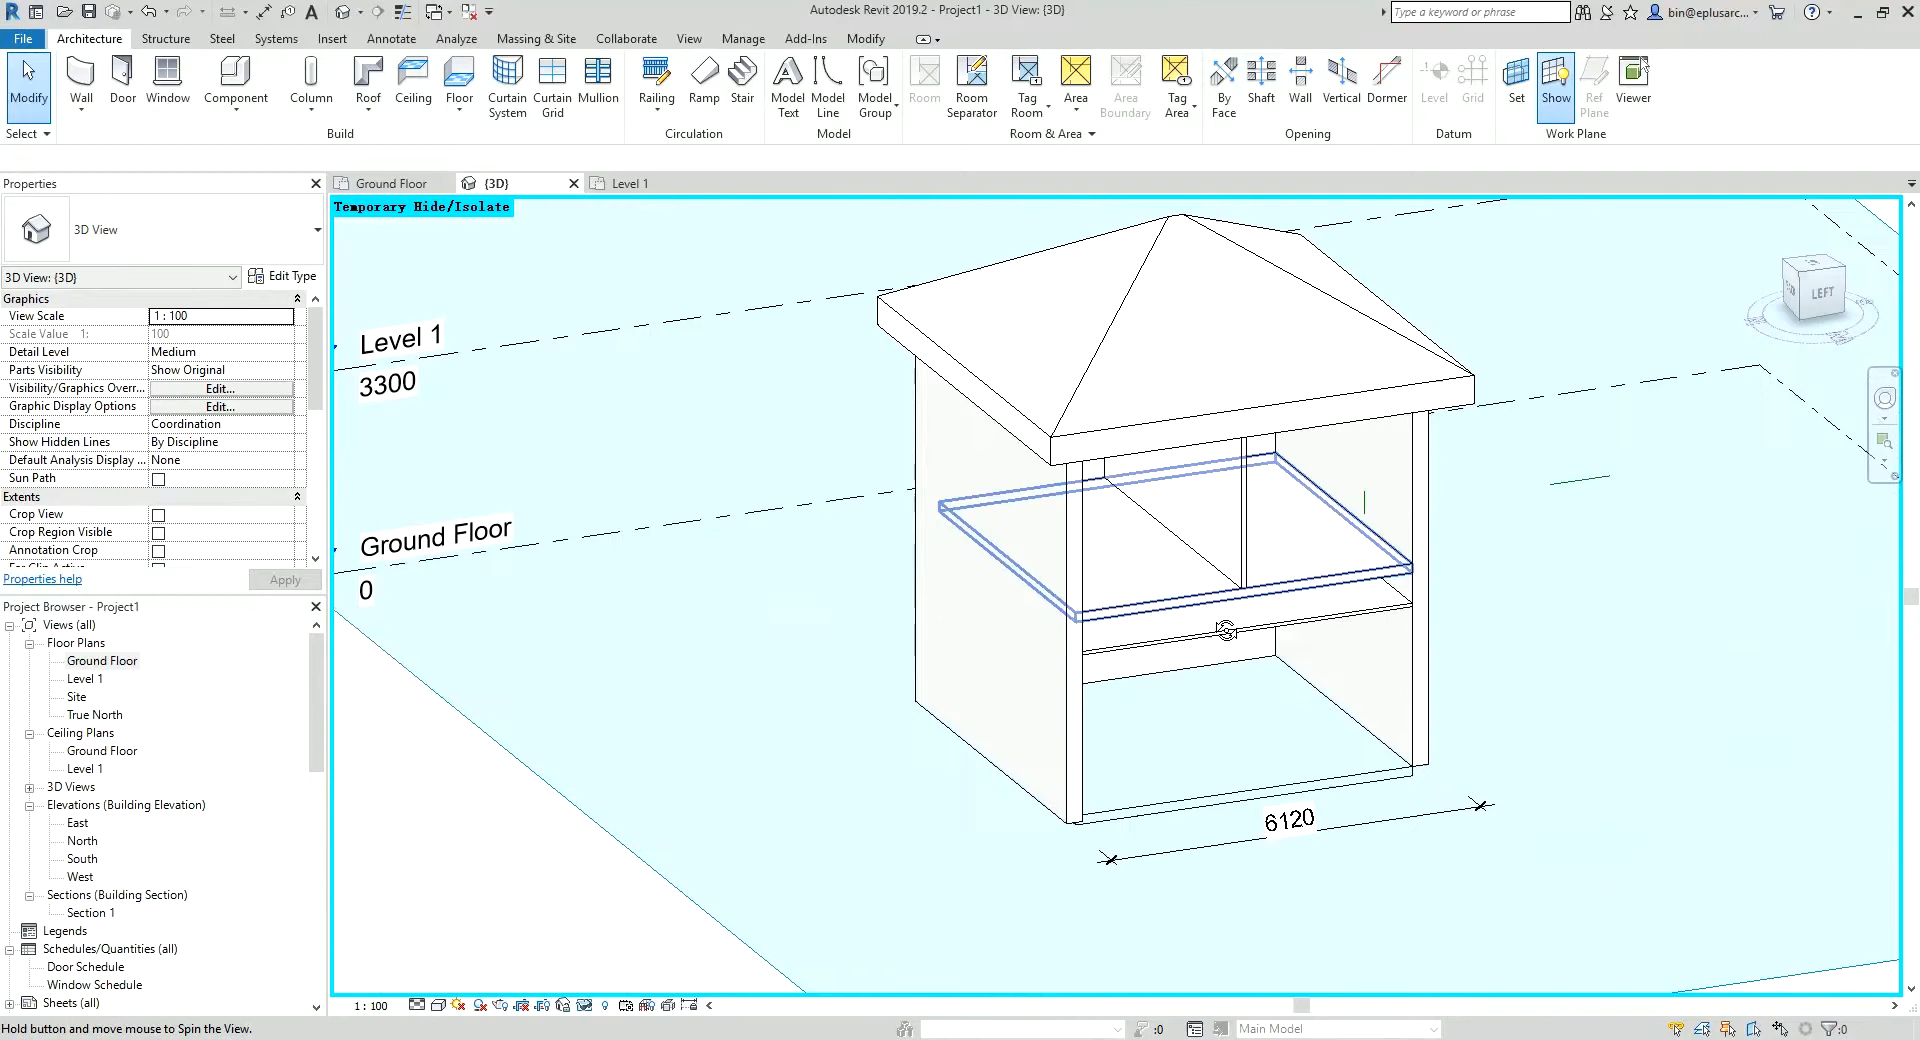 Autodesk Revit 2019.2 - Project1 - 3D View: {3D}
Type a keyword or phrase
bin@eplusarc...
File Architecture Structure Steel Systems Insert Annotate Analyze Massing & Site Collaborate View Manage Add-Ins Modify
Modify Wall Door Window Component Column Roof Ceiling Floor Curtain System Curtain Grid Mullion Railing Ramp Stair Model Text Model Line Model Group Room Room Separator Tag Room Area Area Boundary Tag Area By Face Shaft Wall Vertical Dormer Level Grid Set Show Ref Plane Viewer
Select Build Circulation Model Room & Area Opening Datum Work Plane
Properties
Ground Floor {3D} Level 1
Temporary Hide/Isolate
3D View
3D View: {3D} Edit Type
Graphics
View Scale 1 : 100
Scale Value 1: 100
Detail Level Medium
Parts Visibility Show Original
Visibility/Graphics Overr... Edit...
Graphic Display Options Edit...
Discipline Coordination
Show Hidden Lines By Discipline
Default Analysis Display ... None
Sun Path
Extents
Crop View
Crop Region Visible
Annotation Crop
Properties help Apply
Project Browser - Project1
Views (all)
Floor Plans
Ground Floor
Level 1
Site
True North
Ceiling Plans
Ground Floor
Level 1
3D Views
Elevations (Building Elevation)
East
North
South
West
Sections (Building Section)
Section 1
Legends
Schedules/Quantities (all)
Door Schedule
Window Schedule
Sheets (all)
Level 1
3300
Ground Floor
0
6120
LEFT
1 : 100
Hold button and move mouse to Spin the View.
:0
Main Model
:0